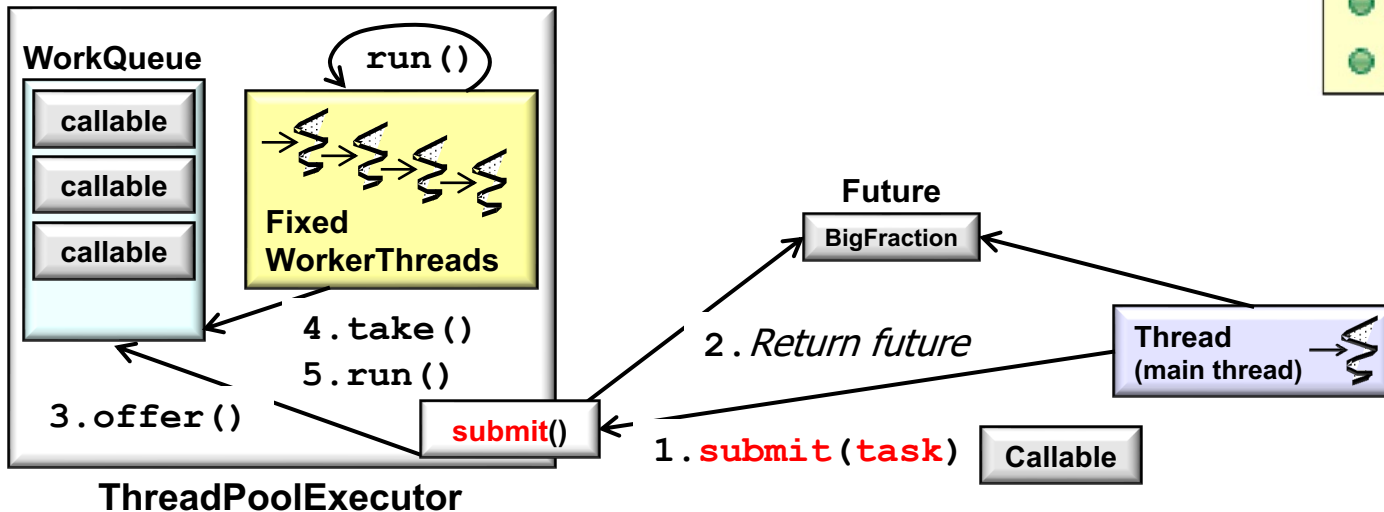 WorkQueue
run()
callable
callable
callable
Fixed
WorkerThreads
Future
BigFraction
4.take()
5.run()
2.Return future
Thread
(main thread)
3.offer()
submit()
1.submit(task)
Callable
ThreadPoolExecutor